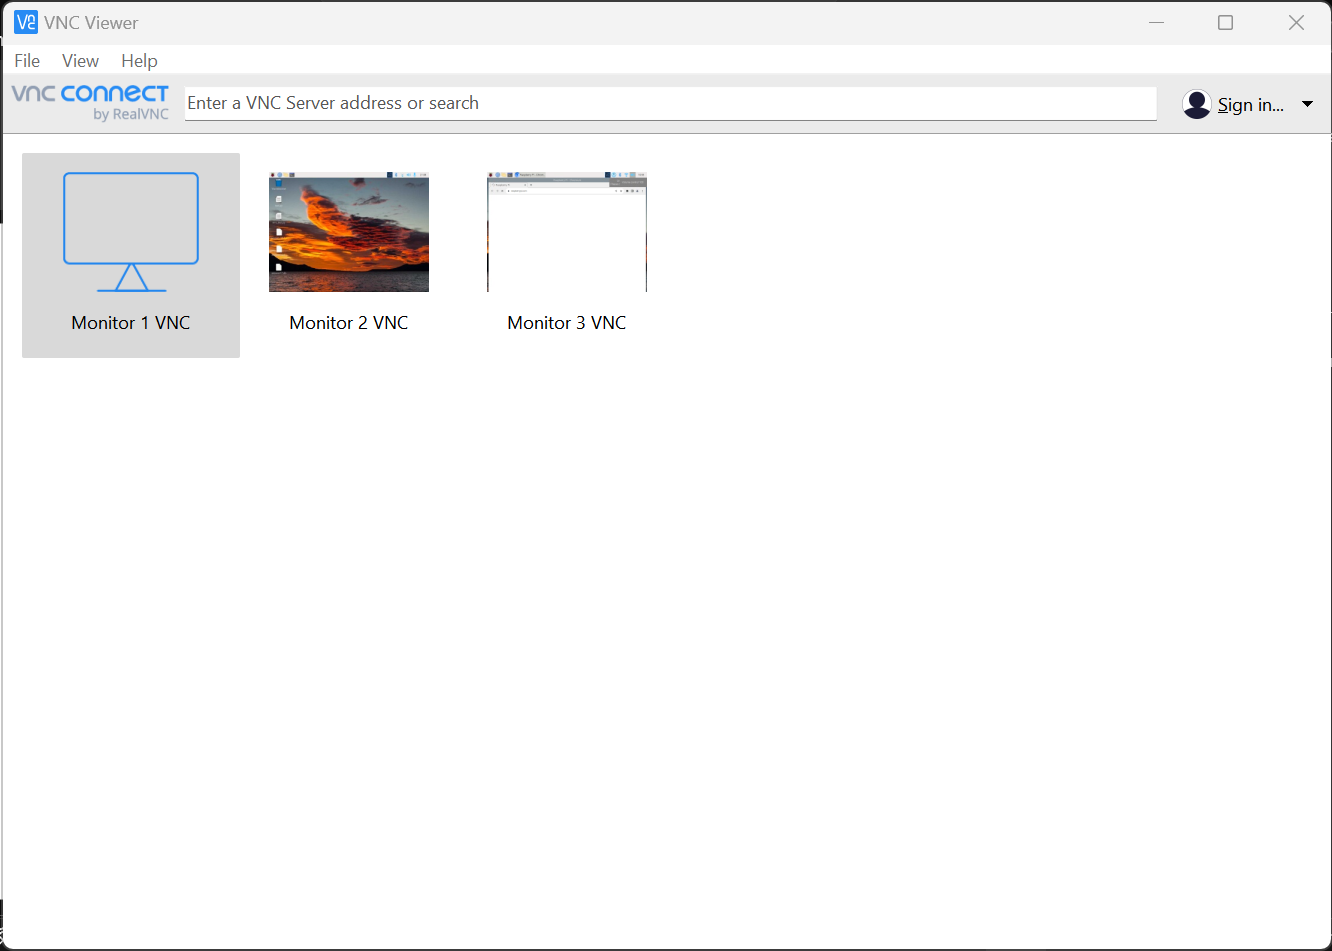 VNC Viewer
File View Help
vnc connect
by RealVNC
Enter a VNC Server address or search
Sign in...
Monitor 1 VNC
Monitor 2 VNC
Monitor 3 VNC